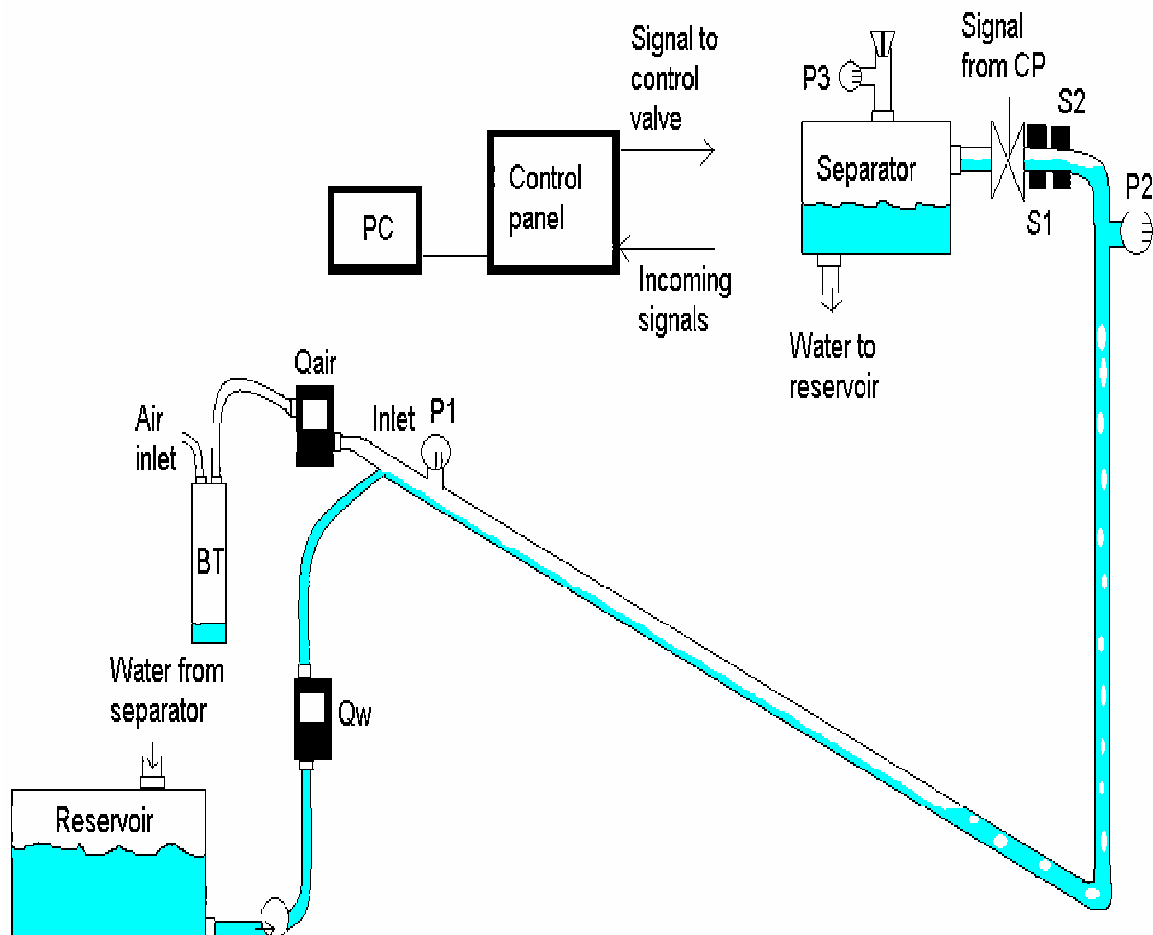 Signal to
control
valve
Signal
from CP
P3
S2
Separator
P2
S1
Control
panel
PC
Incoming
signals
Water to
reservoir
Qair
Air
inlet
Inlet
P1
BT
Water from
separator
Qw
Reservoir